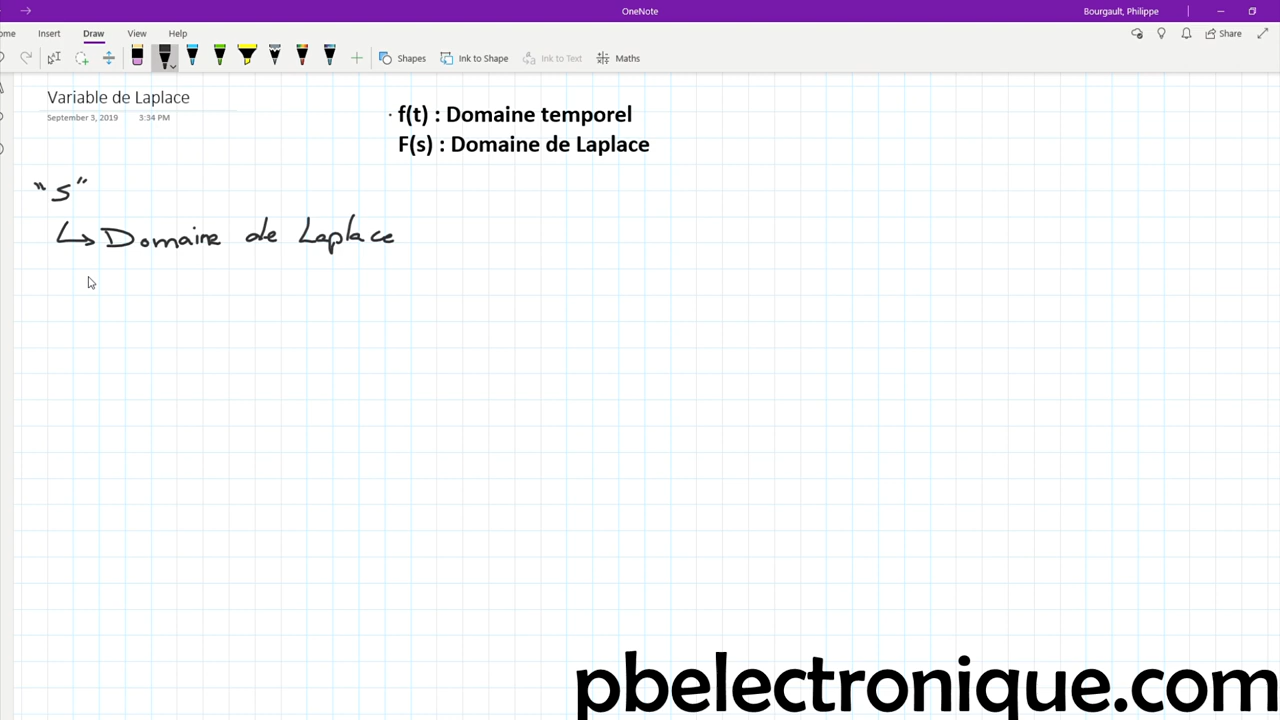 OneNote
Bourgault, Philippe
ome Insert Draw View Help
Share
Shapes Ink to Shape Ink to Text Maths
Variable de Laplace
September 3, 2019 3:34 PM
f(t) : Domaine temporel
F(s) : Domaine de Laplace
"s"
Domaine de Laplace
pbelectronique.com